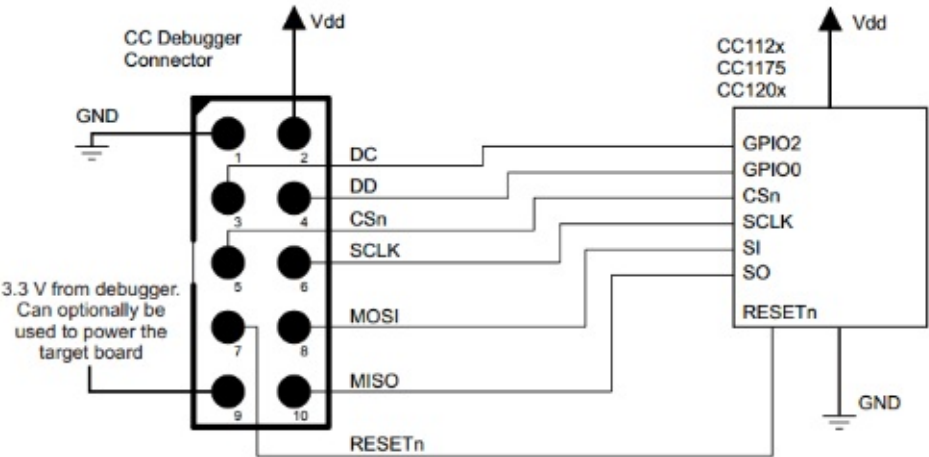 CC Debugger
Connector
Vdd
GND
1
2
3
4
5
6
7
8
9
10
3.3 V from debugger.
Can optionally be
used to power the
target board
DC
DD
CSn
SCLK
MOSI
MISO
RESETn
CC112x
CC1175
CC120x
Vdd
GPIO2
GPIO0
CSn
SCLK
SI
SO
RESETn
GND